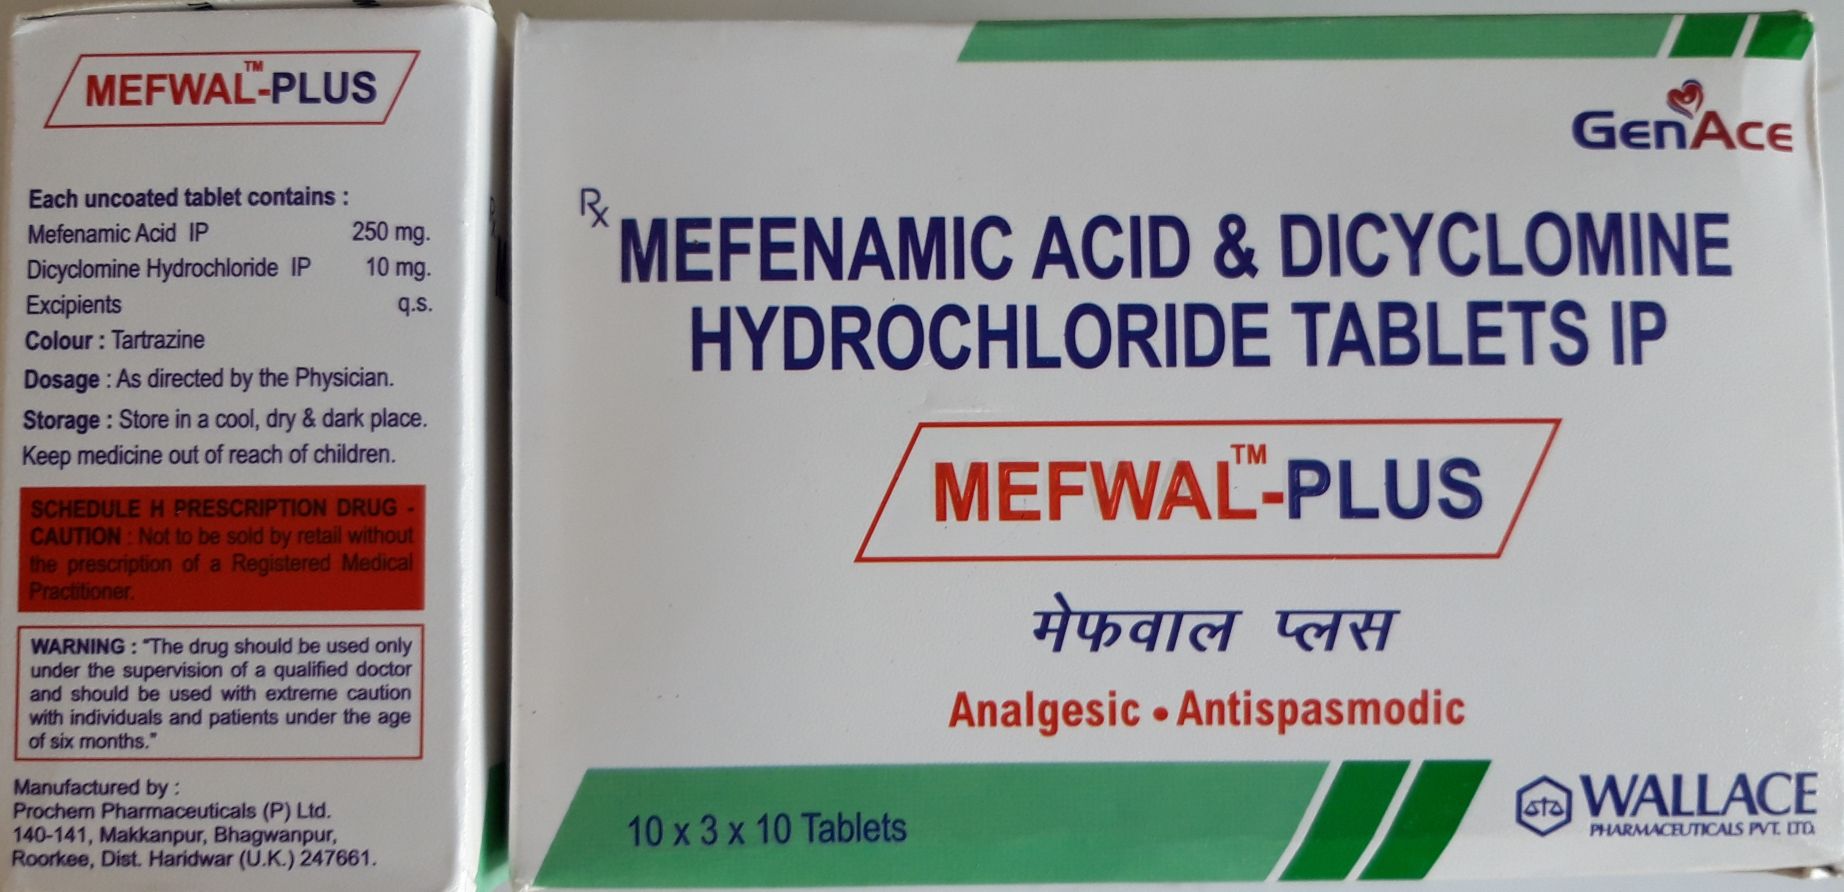 MEFWAL™-PLUS
Each uncoated tablet contains :
Mefenamic Acid IP 250 mg.
Dicyclomine Hydrochloride IP 10 mg.
Excipients q.s.
Colour : Tartrazine
Dosage : As directed by the Physician.
Storage : Store in a cool, dry & dark place.
Keep medicine out of reach of children.
SCHEDULE H PRESCRIPTION DRUG -
CAUTION : Not to be sold by retail without
the prescription of a Registered Medical
Practitioner.
WARNING : "The drug should be used only
under the supervision of a qualified doctor
and should be used with extreme caution
with individuals and patients under the age
of six months."
Manufactured by :
Prochem Pharmaceuticals (P) Ltd.
140-141, Makkanpur, Bhagwanpur,
Roorkee, Dist. Haridwar (U.K.) 247661.
GenAce
Rx
MEFENAMIC ACID & DICYCLOMINE
HYDROCHLORIDE TABLETS IP
MEFWAL™-PLUS
मेफवाल प्लस
Analgesic • Antispasmodic
10 x 3 x 10 Tablets
WALLACE
PHARMACEUTICALS PVT. LTD.